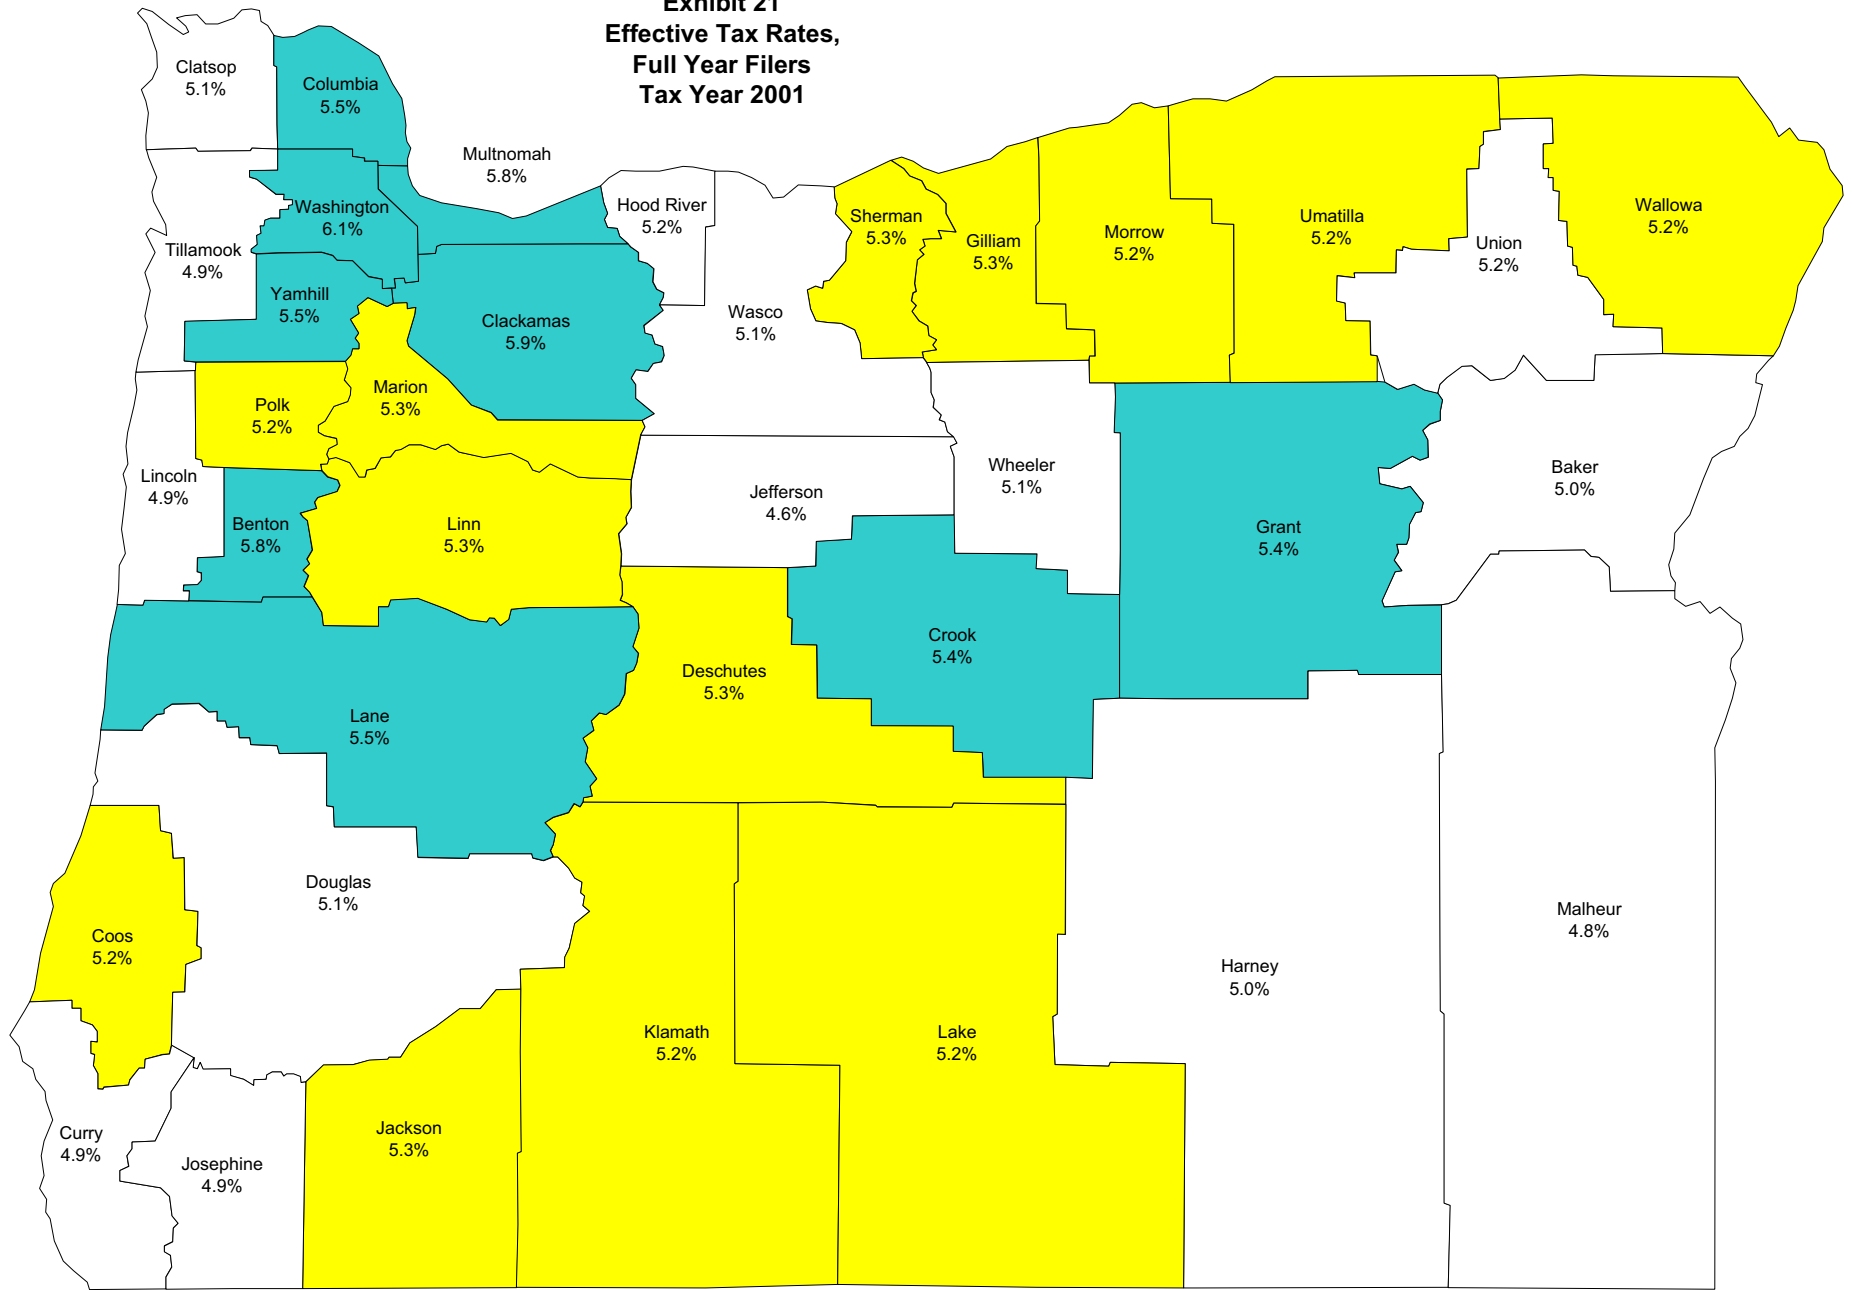 Exhibit 21
Effective Tax Rates,
Full Year Filers
Tax Year 2001
Clatsop
5.1%
Columbia
5.5%
Multnomah
5.8%
Washington
6.1%
Tillamook
4.9%
Yamhill
5.5%
Clackamas
5.9%
Hood River
5.2%
Wasco
5.1%
Sherman
5.3%
Gilliam
5.3%
Morrow
5.2%
Umatilla
5.2%
Union
5.2%
Wallowa
5.2%
Polk
5.2%
Marion
5.3%
Lincoln
4.9%
Benton
5.8%
Linn
5.3%
Jefferson
4.6%
Wheeler
5.1%
Grant
5.4%
Baker
5.0%
Lane
5.5%
Deschutes
5.3%
Crook
5.4%
Douglas
5.1%
Coos
5.2%
Klamath
5.2%
Lake
5.2%
Harney
5.0%
Malheur
4.8%
Curry
4.9%
Josephine
4.9%
Jackson
5.3%